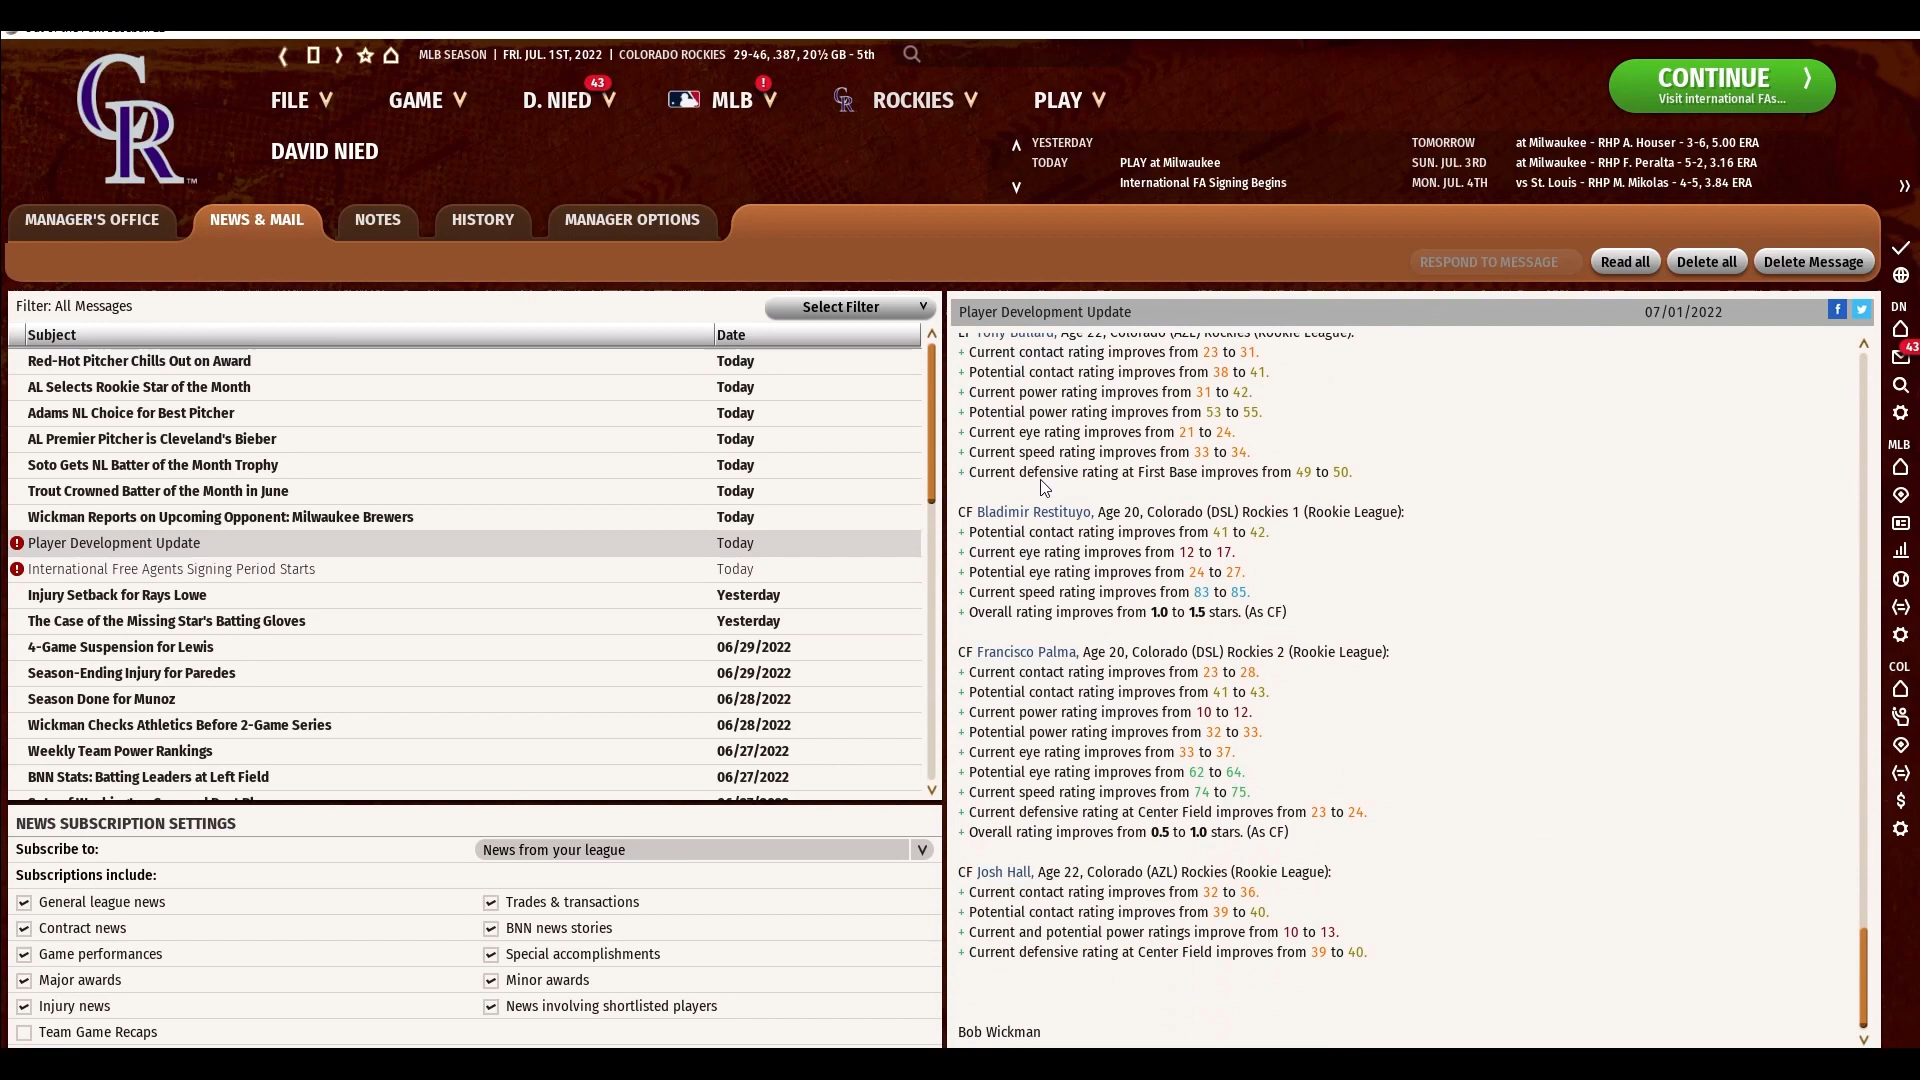 MLB SEASON | FRI. JUL. 1ST, 2022 | COLORADO ROCKIES 29-46, .387, 20½ GB - 5th
FILE GAME D. NIED 43 MLB ! ROCKIES PLAY
CONTINUE
Visit international FAs...
CR
TM
DAVID NIED
YESTERDAY
TODAY PLAY at Milwaukee
International FA Signing Begins
TOMORROW at Milwaukee - RHP A. Houser - 3-6, 5.00 ERA
SUN. JUL. 3RD at Milwaukee - RHP F. Peralta - 5-2, 3.16 ERA
MON. JUL. 4TH vs St. Louis - RHP M. Mikolas - 4-5, 3.84 ERA
MANAGER'S OFFICE NEWS & MAIL NOTES HISTORY MANAGER OPTIONS
RESPOND TO MESSAGE Read all Delete all Delete Message
Filter: All Messages Select Filter
Subject Date
Red-Hot Pitcher Chills Out on Award Today
AL Selects Rookie Star of the Month Today
Adams NL Choice for Best Pitcher Today
AL Premier Pitcher is Cleveland's Bieber Today
Soto Gets NL Batter of the Month Trophy Today
Trout Crowned Batter of the Month in June Today
Wickman Reports on Upcoming Opponent: Milwaukee Brewers Today
Player Development Update Today
International Free Agents Signing Period Starts Today
Injury Setback for Rays Lowe Yesterday
The Case of the Missing Star's Batting Gloves Yesterday
4-Game Suspension for Lewis 06/29/2022
Season-Ending Injury for Paredes 06/29/2022
Season Done for Munoz 06/28/2022
Wickman Checks Athletics Before 2-Game Series 06/28/2022
Weekly Team Power Rankings 06/27/2022
BNN Stats: Batting Leaders at Left Field 06/27/2022
NEWS SUBSCRIPTION SETTINGS
Subscribe to: News from your league
Subscriptions include:
General league news Trades & transactions
Contract news BNN news stories
Game performances Special accomplishments
Major awards Minor awards
Injury news News involving shortlisted players
Team Game Recaps
Player Development Update 07/01/2022
Age 22, Colorado (AZL) Rockies (Rookie League):
+ Current contact rating improves from 23 to 31.
+ Potential contact rating improves from 38 to 41.
+ Current power rating improves from 31 to 42.
+ Potential power rating improves from 53 to 55.
+ Current eye rating improves from 21 to 24.
+ Current speed rating improves from 33 to 34.
+ Current defensive rating at First Base improves from 49 to 50.
CF Bladimir Restituyo, Age 20, Colorado (DSL) Rockies 1 (Rookie League):
+ Potential contact rating improves from 41 to 42.
+ Current eye rating improves from 12 to 17.
+ Potential eye rating improves from 24 to 27.
+ Current speed rating improves from 83 to 85.
+ Overall rating improves from 1.0 to 1.5 stars. (As CF)
CF Francisco Palma, Age 20, Colorado (DSL) Rockies 2 (Rookie League):
+ Current contact rating improves from 23 to 28.
+ Potential contact rating improves from 41 to 43.
+ Current power rating improves from 10 to 12.
+ Potential power rating improves from 32 to 33.
+ Current eye rating improves from 33 to 37.
+ Potential eye rating improves from 62 to 64.
+ Current speed rating improves from 74 to 75.
+ Current defensive rating at Center Field improves from 23 to 24.
+ Overall rating improves from 0.5 to 1.0 stars. (As CF)
CF Josh Hall, Age 22, Colorado (AZL) Rockies (Rookie League):
+ Current contact rating improves from 32 to 36.
+ Potential contact rating improves from 39 to 40.
+ Current and potential power ratings improve from 10 to 13.
+ Current defensive rating at Center Field improves from 39 to 40.
Bob Wickman
DN
43
MLB
COL